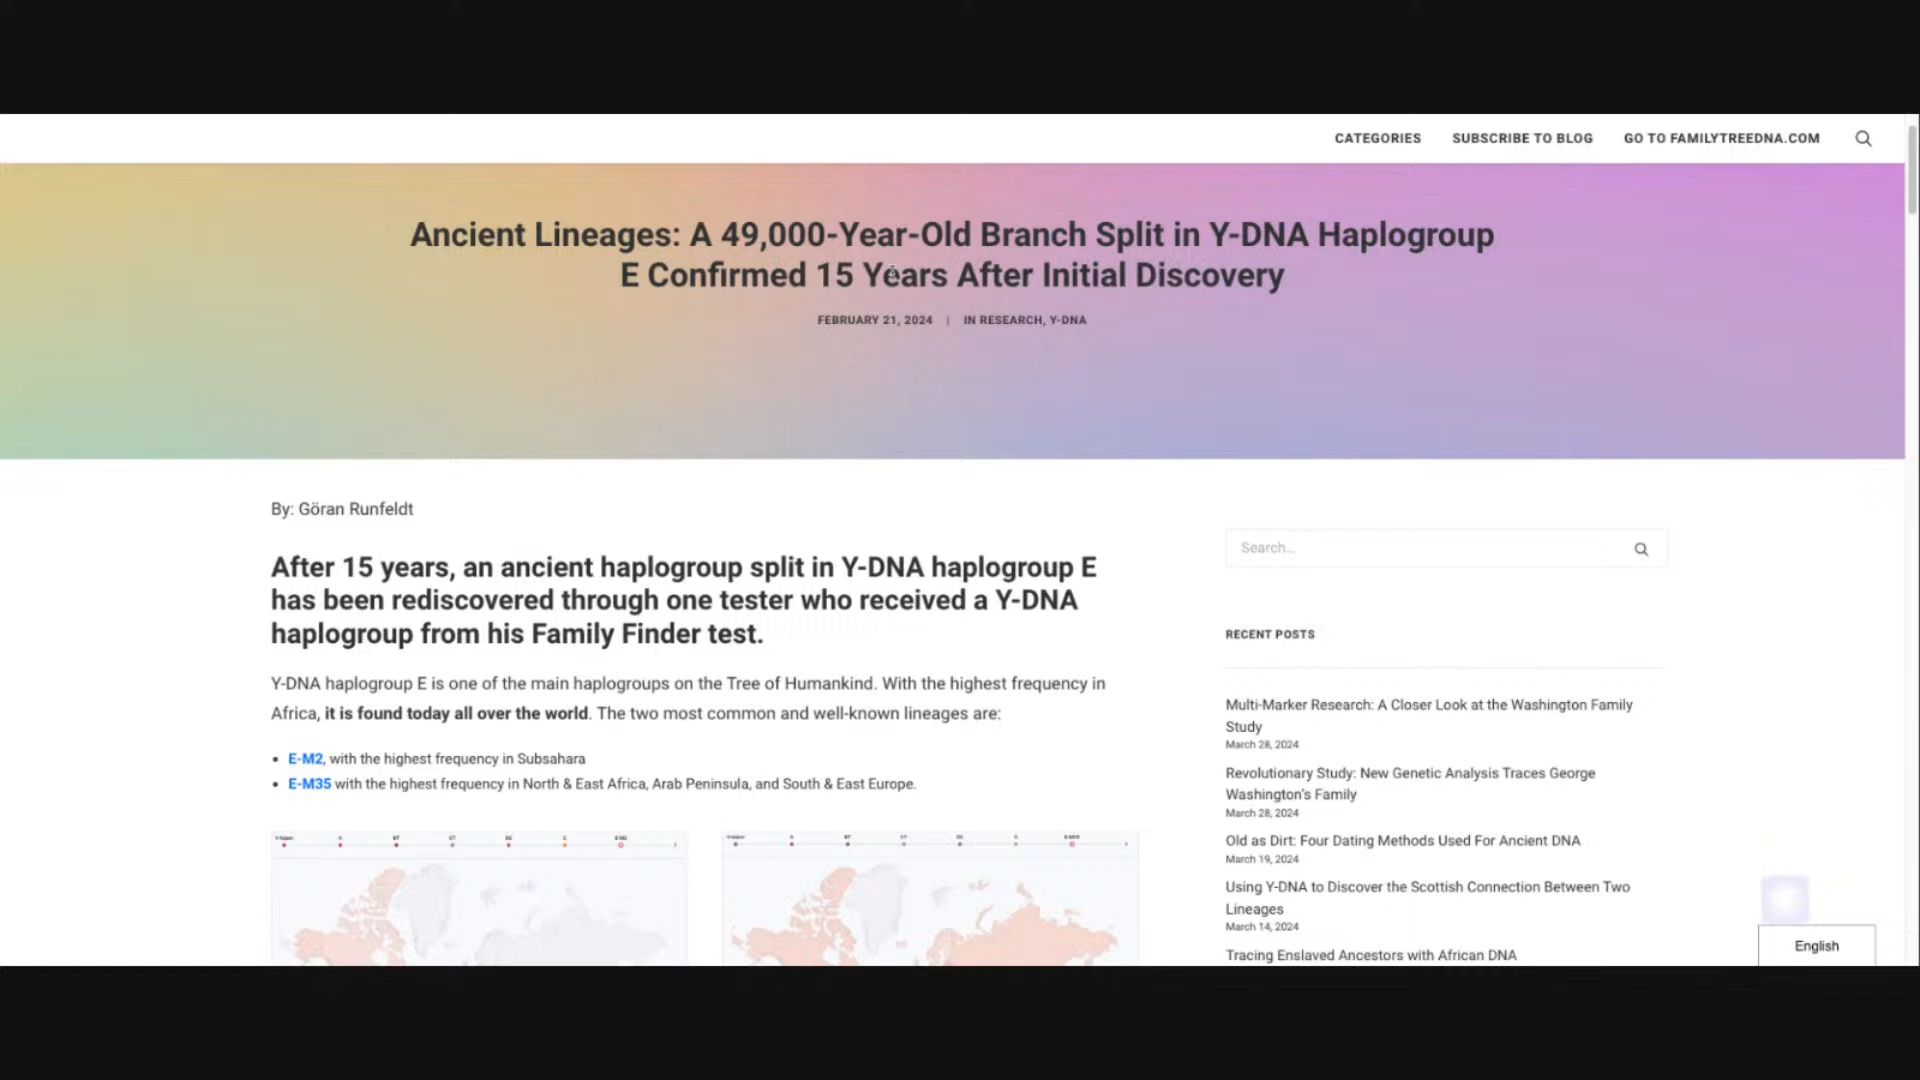 CATEGORIES SUBSCRIBE TO BLOG GO TO FAMILYTREEDNA.COM
Ancient Lineages: A 49,000-Year-Old Branch Split in Y-DNA Haplogroup
E Confirmed 15 Years After Initial Discovery
FEBRUARY 21, 2024 | IN RESEARCH, Y-DNA
By: Göran Runfeldt
After 15 years, an ancient haplogroup split in Y-DNA haplogroup E
has been rediscovered through one tester who received a Y-DNA
haplogroup from his Family Finder test.
Y-DNA haplogroup E is one of the main haplogroups on the Tree of Humankind. With the highest frequency in
Africa, it is found today all over the world. The two most common and well-known lineages are:
• E-M2, with the highest frequency in Subsahara
• E-M35 with the highest frequency in North & East Africa, Arab Peninsula, and South & East Europe.
Search...
RECENT POSTS
Multi-Marker Research: A Closer Look at the Washington Family
Study
March 28, 2024
Revolutionary Study: New Genetic Analysis Traces George
Washington's Family
March 28, 2024
Old as Dirt: Four Dating Methods Used For Ancient DNA
March 19, 2024
Using Y-DNA to Discover the Scottish Connection Between Two
Lineages
March 14, 2024
Tracing Enslaved Ancestors with African DNA
English